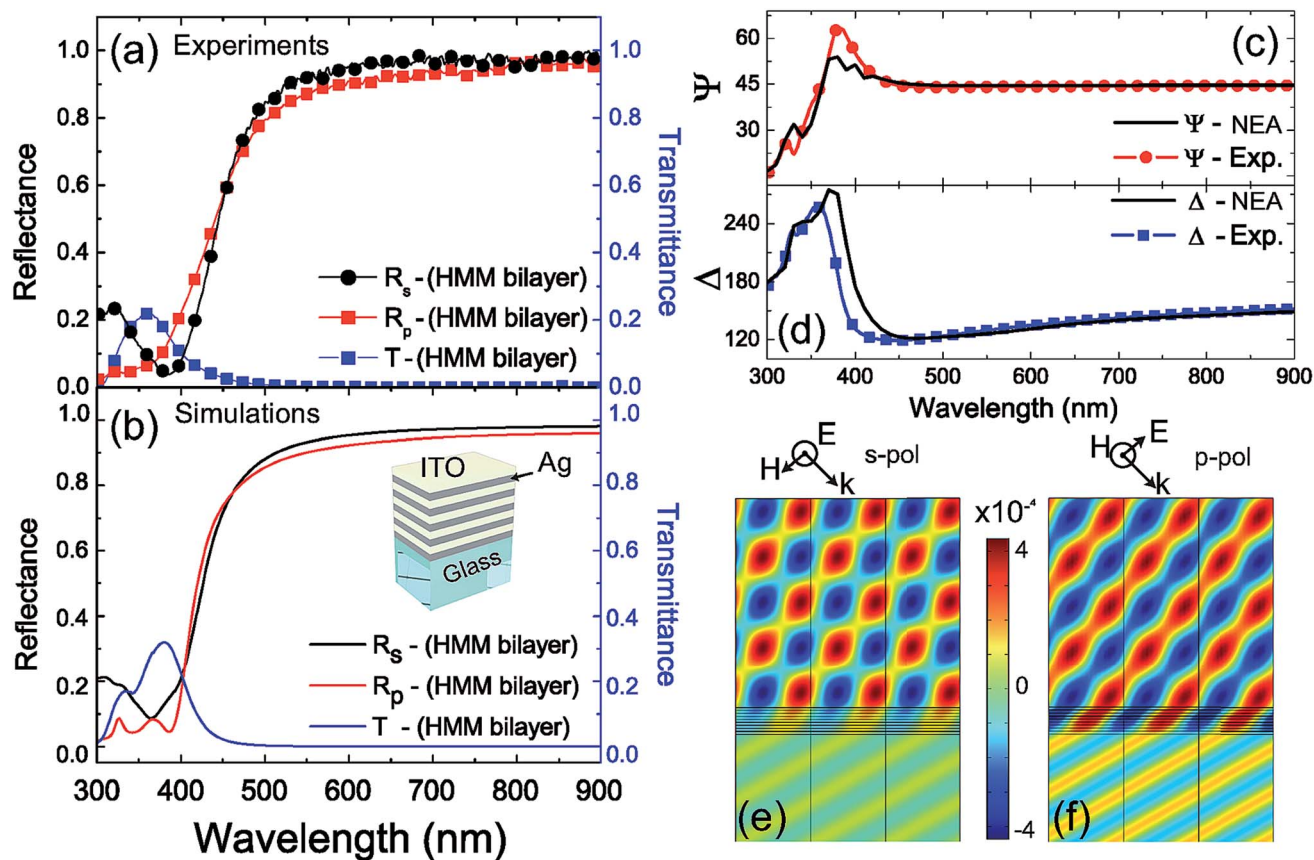 (a) Experiments
1.0
0.8
0.6
0.4
0.2
0.0
Reflectance
1.0
0.8
0.6
0.4
0.2
0.0
Transmittance
Rs - (HMM bilayer)
Rp - (HMM bilayer)
T - (HMM bilayer)
(b) Simulations
1.0
0.8
0.6
0.4
0.2
0.0
Reflectance
1.0
0.8
0.6
0.4
0.2
0.0
Transmittance
ITO
Ag
Glass
Rs - (HMM bilayer)
Rp - (HMM bilayer)
T - (HMM bilayer)
300 400 500 600 700 800 900
Wavelength (nm)
(c)
60
45
30
Ψ
Ψ - NEA
Ψ - Exp.
(d)
240
180
120
Δ
Δ - NEA
Δ - Exp.
300 400 500 600 700 800 900
Wavelength (nm)
E
H
k
s-pol
H
E
k
p-pol
x10⁻⁴
4
0
-4
(e)
(f)